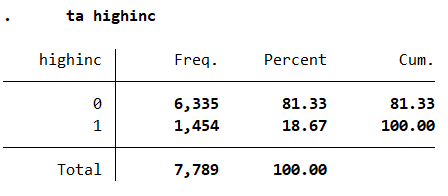 . ta highinc
highinc Freq. Percent Cum.
0 6,335 81.33 81.33
1 1,454 18.67 100.00
Total 7,789 100.00